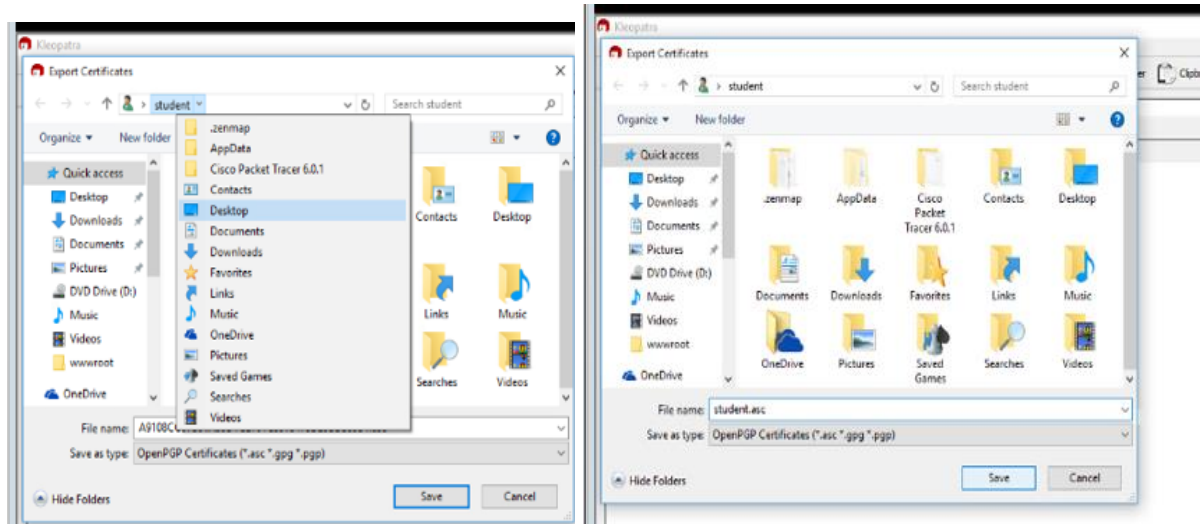 Kleopatra
Export Certificates
student
Search student
Organize
New folder
Quick access
Desktop
Downloads
Documents
Pictures
DVD Drive (D:)
Music
Videos
wwwroot
OneDrive
.zenmap
AppData
Cisco Packet Tracer 6.0.1
Contacts
Desktop
Documents
Downloads
Favorites
Links
Music
OneDrive
Pictures
Saved Games
Searches
Videos
Contacts
Desktop
Links
Music
Searches
Videos
File name:
Save as type: OpenPGP Certificates (*.asc *.gpg *.pgp)
Hide Folders
Save
Cancel
Kleopatra
Export Certificates
student
Search student
Organize
New folder
Quick access
Desktop
Downloads
Documents
Pictures
DVD Drive (D:)
Music
Videos
wwwroot
OneDrive
.zenmap
AppData
Cisco
Packet
Tracer 6.0.1
Contacts
Desktop
Documents
Downloads
Favorites
Links
Music
OneDrive
Pictures
Saved
Games
Searches
Videos
File name: student.asc
Save as type: OpenPGP Certificates (*.asc *.gpg *.pgp)
Hide Folders
Save
Cancel